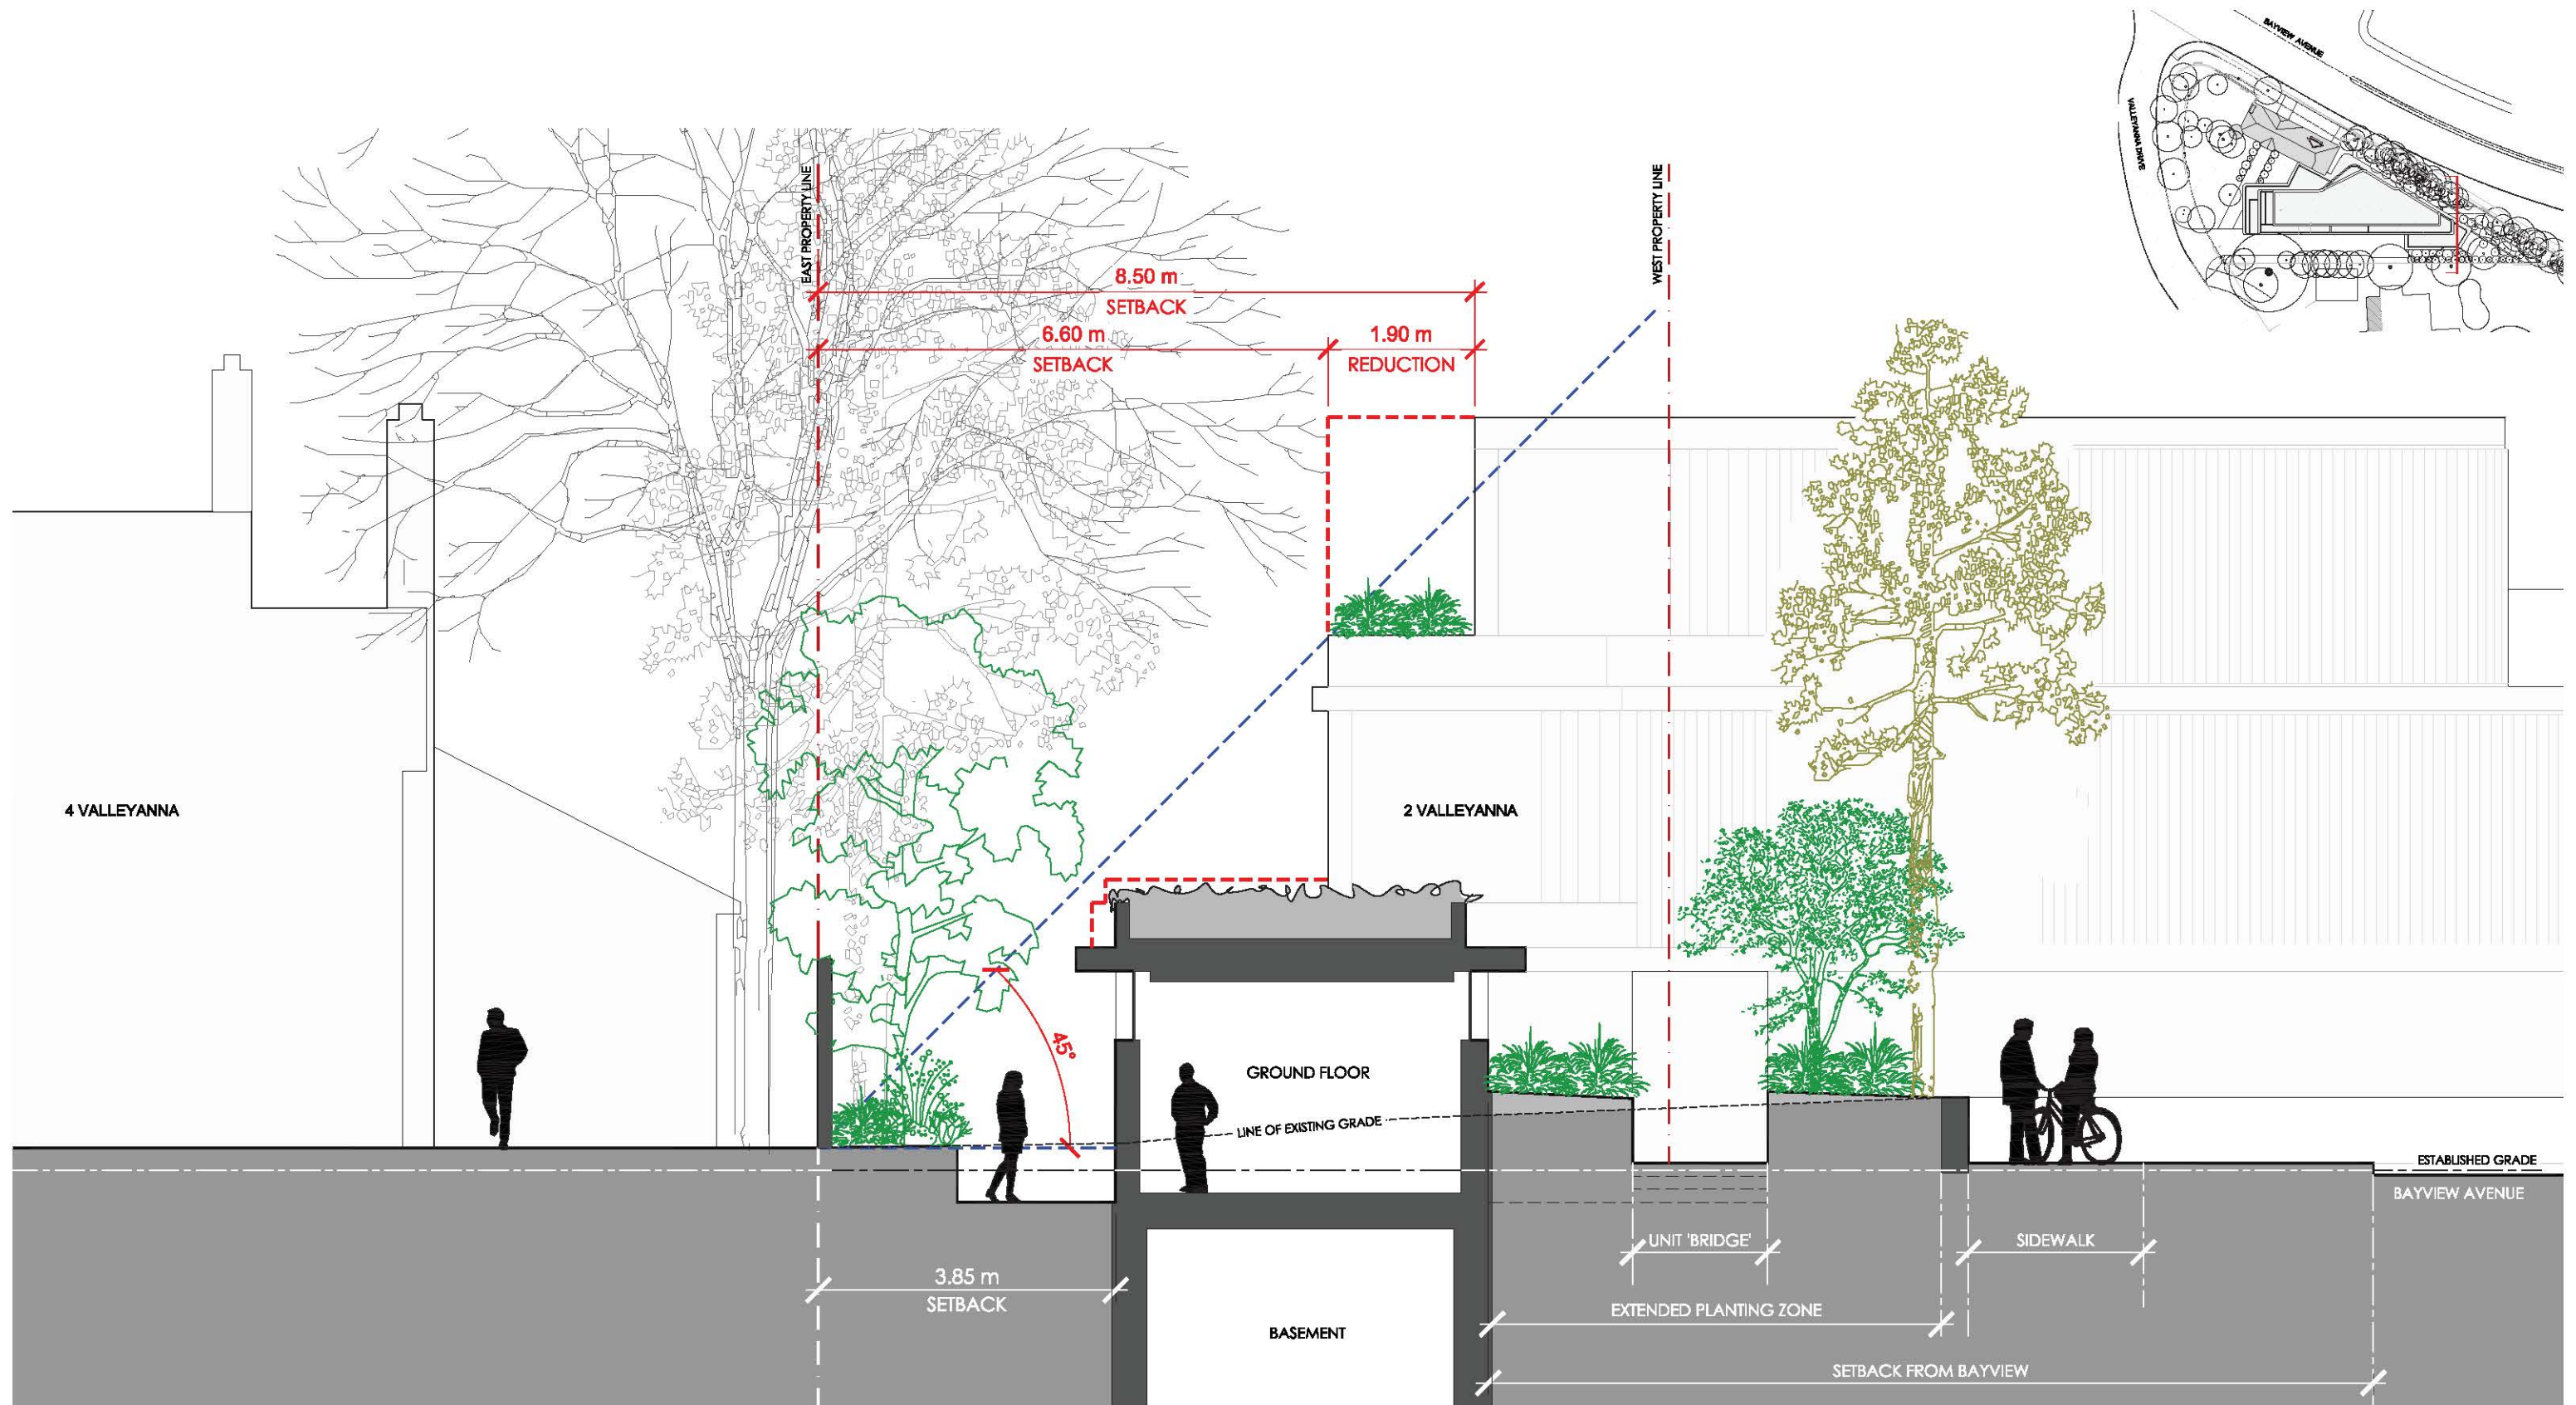 BAYVIEW AVENUE
VALLEYANNA DRIVE
EAST PROPERTY LINE
WEST PROPERTY LINE
8.50 m
SETBACK
6.60 m
SETBACK
1.90 m
REDUCTION
4 VALLEYANNA
2 VALLEYANNA
45°
GROUND FLOOR
LINE OF EXISTING GRADE
ESTABLISHED GRADE
BAYVIEW AVENUE
UNIT 'BRIDGE'
SIDEWALK
3.85 m
SETBACK
EXTENDED PLANTING ZONE
BASEMENT
SETBACK FROM BAYVIEW